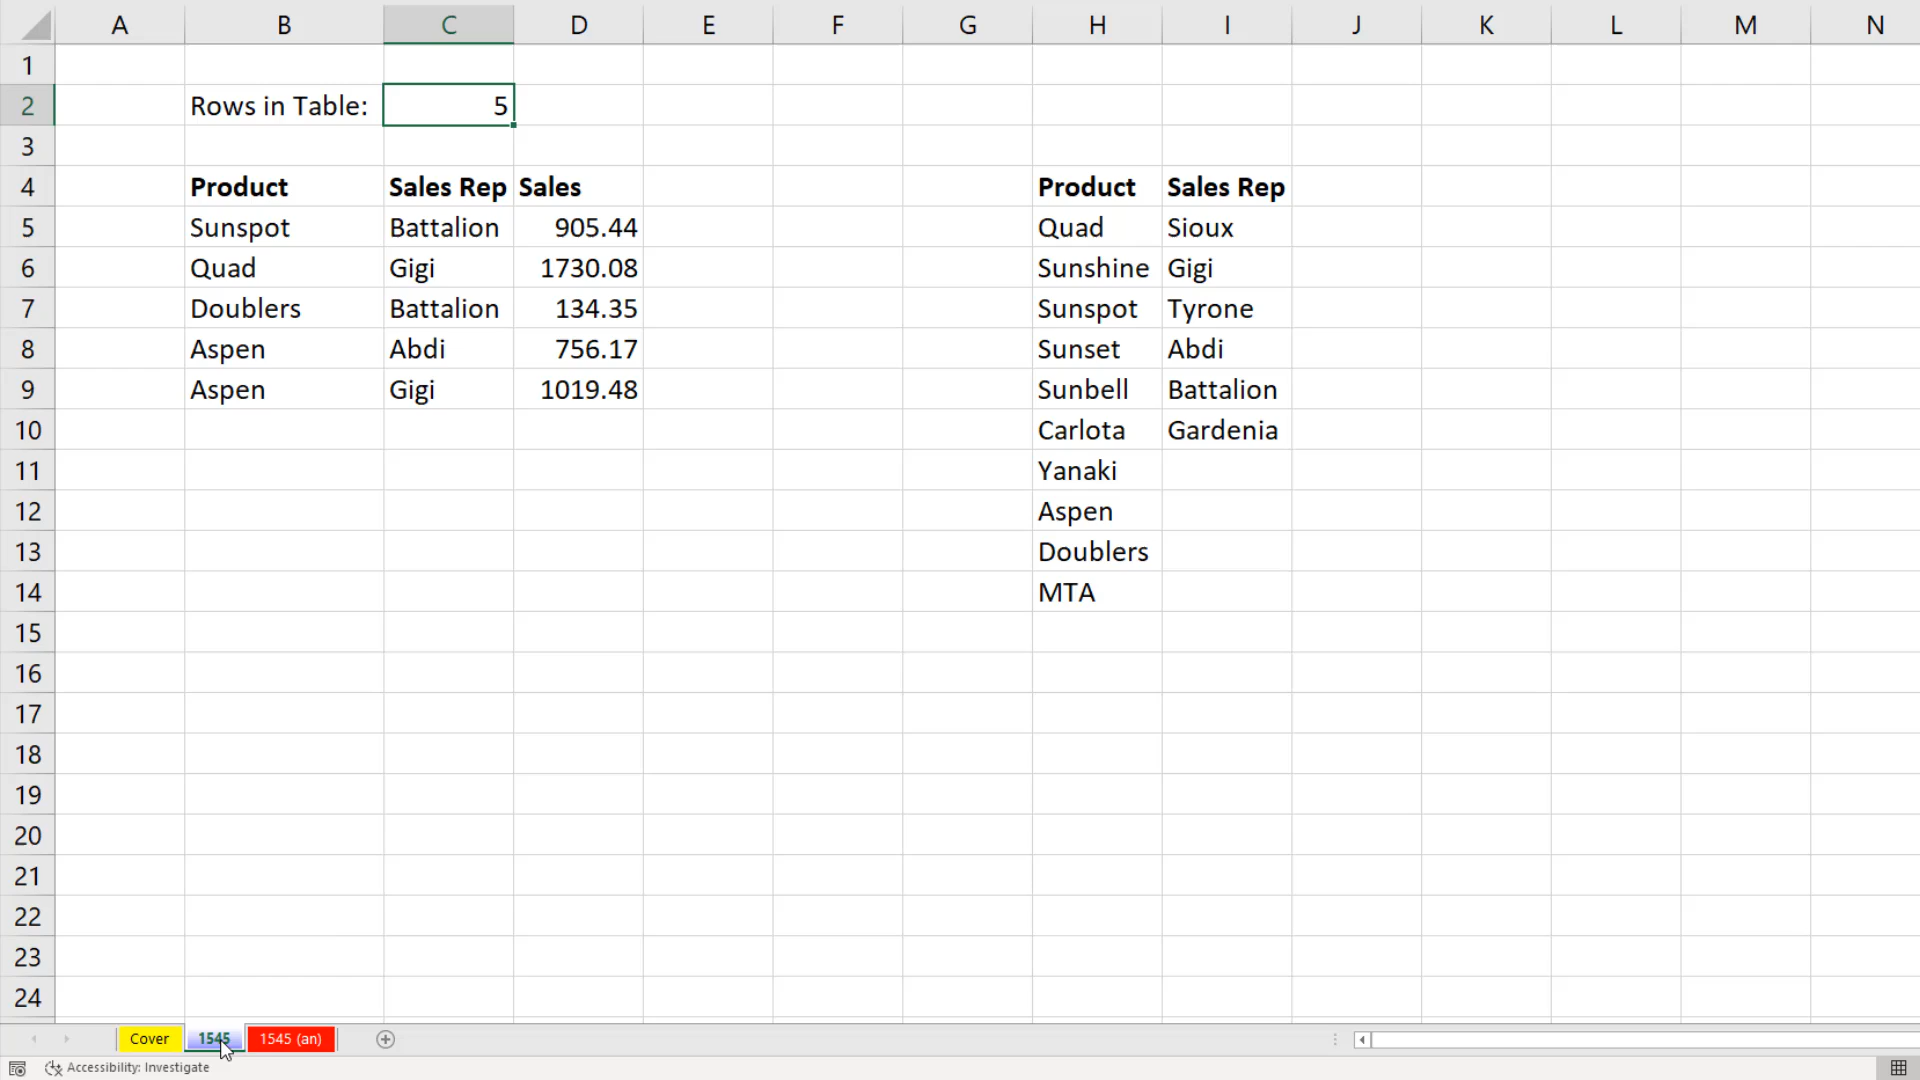 A B C D E F G H I J K L M N
1
2 Rows in Table: 5
3
4 Product Sales Rep Sales Product Sales Rep
5 Sunspot Battalion 905.44 Quad Sioux
6 Quad Gigi 1730.08 Sunshine Gigi
7 Doublers Battalion 134.35 Sunspot Tyrone
8 Aspen Abdi 756.17 Sunset Abdi
9 Aspen Gigi 1019.48 Sunbell Battalion
10 Carlota Gardenia
11 Yanaki
12 Aspen
13 Doublers
14 MTA
15
16
17
18
19
20
21
22
23
24
Cover 1545 1545 (an)
Accessibility: Investigate